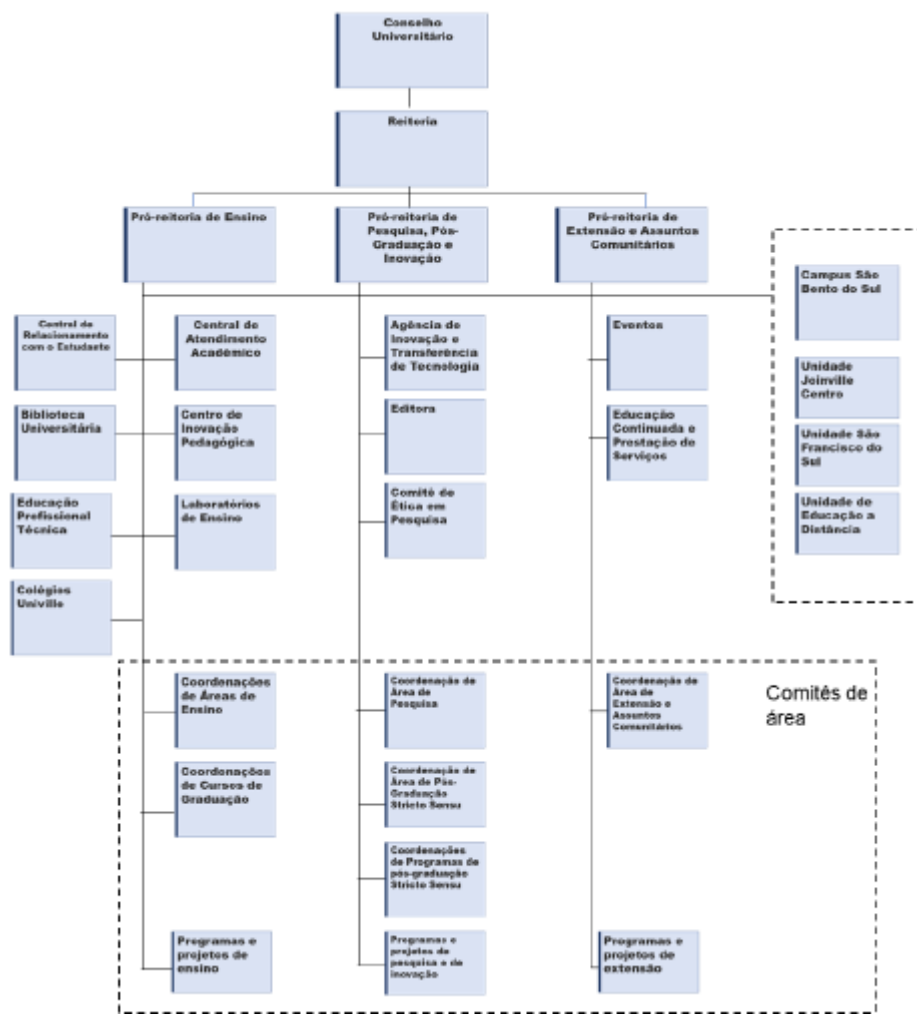 Conselho
Universitário
Reitoria
Pró-reitoria de Ensino
Pró-reitoria de
Pesquisa, Pós-
Graduação e
Inovação
Pró-reitoria de
Extensão e Assuntos
Comunitários
Campus São
Bento do Sul
Unidade
Joinville
Centro
Unidade São
Francisco do
Sul
Unidade de
Educação a
Distância
Central de
Relacionamento
com o Estudante
Central de
Atendimento
Acadêmico
Agência de
Inovação e
Transferência
de Tecnologia
Eventos
Biblioteca
Universitária
Centro de
Inovação
Pedagógica
Editora
Educação
Continuada e
Prestação de
Serviços
Educação
Profissional
Técnica
Laboratórios
de Ensino
Comitê de
Ética em
Pesquisa
Colégios
Univille
Comitês de
área
Coordenações
de Áreas de
Ensino
Coordenação de
Área de
Pesquisa
Coordenação de
Área de
Extensão e
Assuntos
Comunitários
Coordenações
de Cursos de
Graduação
Coordenação de
Área de Pós-
Graduação
Stricto Sensu
Coordenações
de Programas de
pós-graduação
Stricto Sensu
Programas e
projetos de
ensino
Programas e
projetos de
pesquisa e de
inovação
Programas e
projetos de
extensão